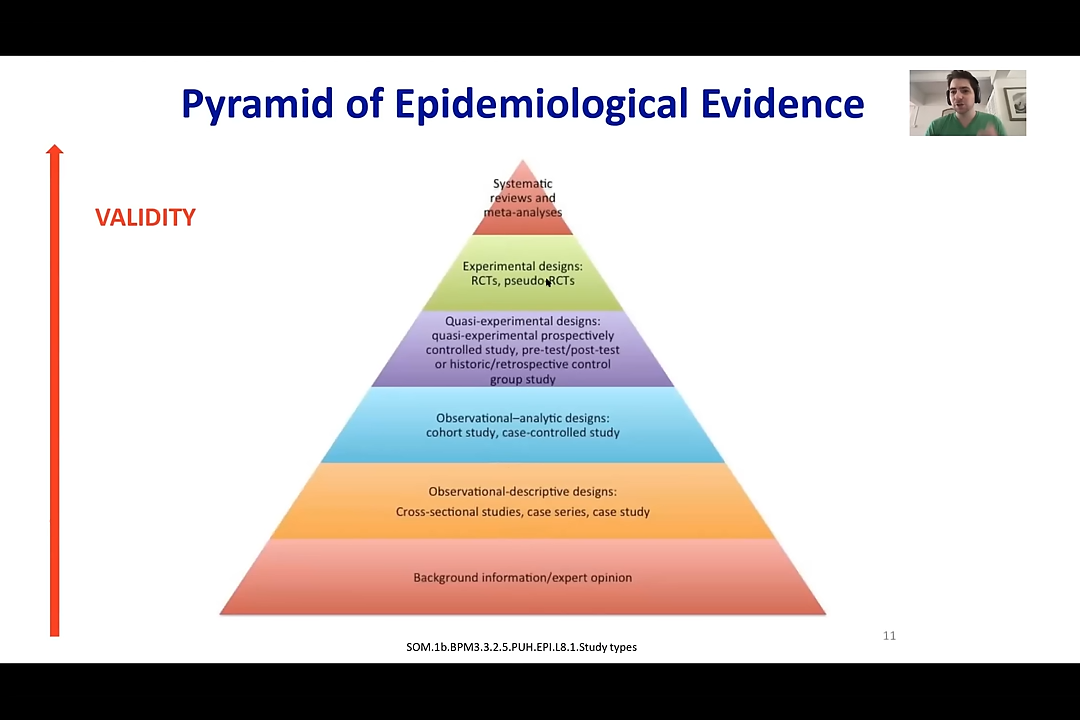 Pyramid of Epidemiological Evidence
VALIDITY
Systematic
reviews and
meta-analyses
Experimental designs:
RCTs, pseudo-RCTs
Quasi-experimental designs:
quasi-experimental prospectively
controlled study, pre-test/post-test
or historic/retrospective control
group study
Observational–analytic designs:
cohort study, case-controlled study
Observational-descriptive designs:
Cross-sectional studies, case series, case study
Background information/expert opinion
11
SOM.1b.BPM3.3.2.5.PUH.EPI.L8.1.Study types